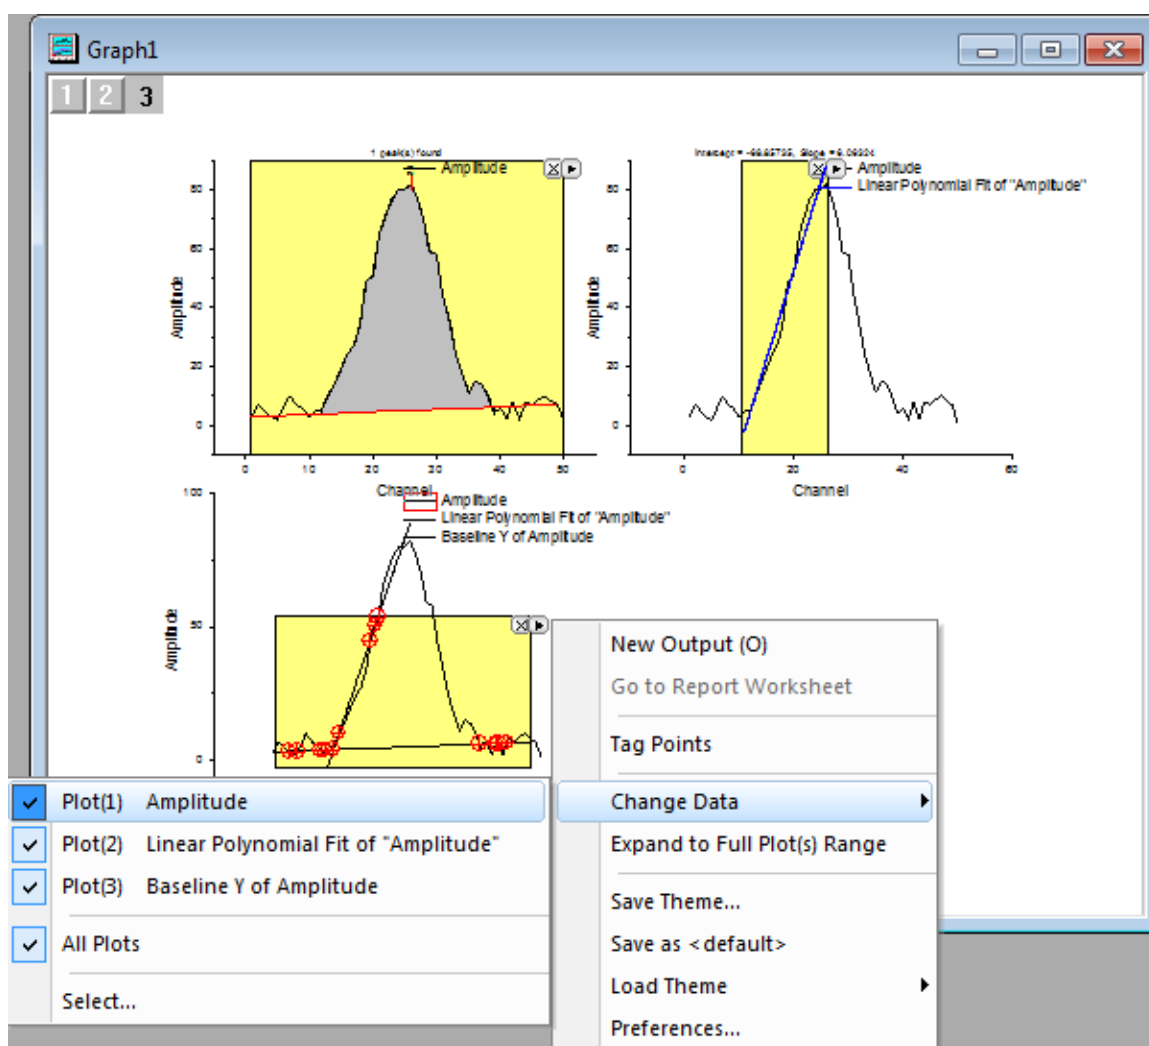 Graph1
1 2 3
1 peak(s) found
Amplitude
80
60
40
20
0
Amplitude
0 10 20 30 40 50
Channel
Slope =
Amplitude
Linear Polynomial Fit of "Amplitude"
80
60
40
20
0
Amplitude
0 20 40 60
Channel
Amplitude
Linear Polynomial Fit of "Amplitude"
Baseline Y of Amplitude
100
50
0
Amplitude
New Output (O)
Go to Report Worksheet
Tag Points
Change Data
Expand to Full Plot(s) Range
Save Theme...
Save as <default>
Load Theme
Preferences...
Plot(1) Amplitude
Plot(2) Linear Polynomial Fit of "Amplitude"
Plot(3) Baseline Y of Amplitude
All Plots
Select...